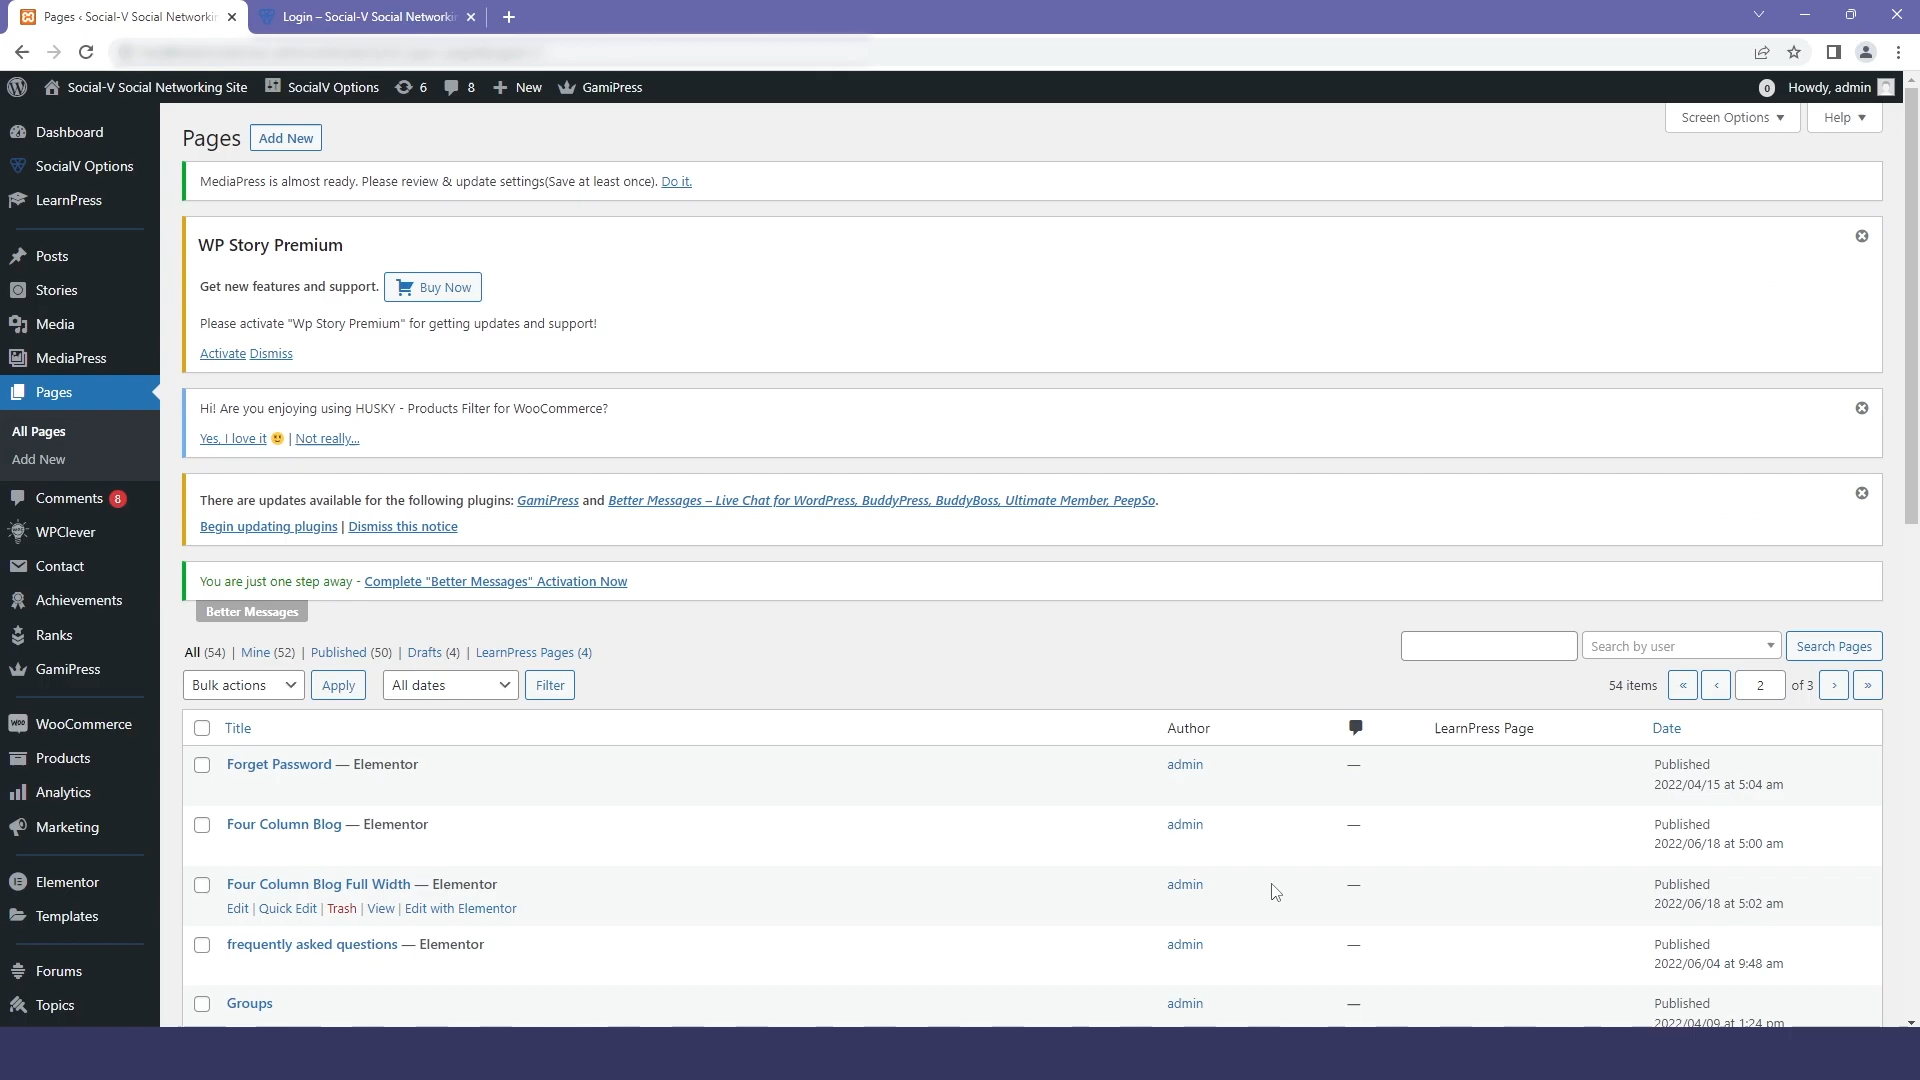 Pages ‹ Social-V Social Networkin
Login – Social-V Social Networkin
Social-V Social Networking Site
SocialV Options
6
8
New
GamiPress
0
Howdy, admin
Dashboard
SocialV Options
LearnPress
Posts
Stories
Media
MediaPress
Pages
All Pages
Add New
Comments 8
WPClever
Contact
Achievements
Ranks
GamiPress
WooCommerce
Products
Analytics
Marketing
Elementor
Templates
Forums
Topics
Screen Options
Help
Pages Add New
MediaPress is almost ready. Please review & update settings(Save at least once). Do it.
WP Story Premium
Get new features and support. Buy Now
Please activate "Wp Story Premium" for getting updates and support!
Activate Dismiss
Hi! Are you enjoying using HUSKY - Products Filter for WooCommerce?
Yes, I love it 🙂 | Not really...
There are updates available for the following plugins: GamiPress and Better Messages – Live Chat for WordPress, BuddyPress, BuddyBoss, Ultimate Member, PeepSo.
Begin updating plugins | Dismiss this notice
You are just one step away - Complete "Better Messages" Activation Now
Better Messages
All (54) | Mine (52) | Published (50) | Drafts (4) | LearnPress Pages (4)
Search by user
Search Pages
Bulk actions
Apply
All dates
Filter
54 items « ‹ 2 of 3 › »
Title Author LearnPress Page Date
Forget Password — Elementor admin — Published
2022/04/15 at 5:04 am
Four Column Blog — Elementor admin — Published
2022/06/18 at 5:00 am
Four Column Blog Full Width — Elementor admin — Published
Edit | Quick Edit | Trash | View | Edit with Elementor 2022/06/18 at 5:02 am
frequently asked questions — Elementor admin — Published
2022/06/04 at 9:48 am
Groups admin — Published
2022/04/09 at 1:24 pm